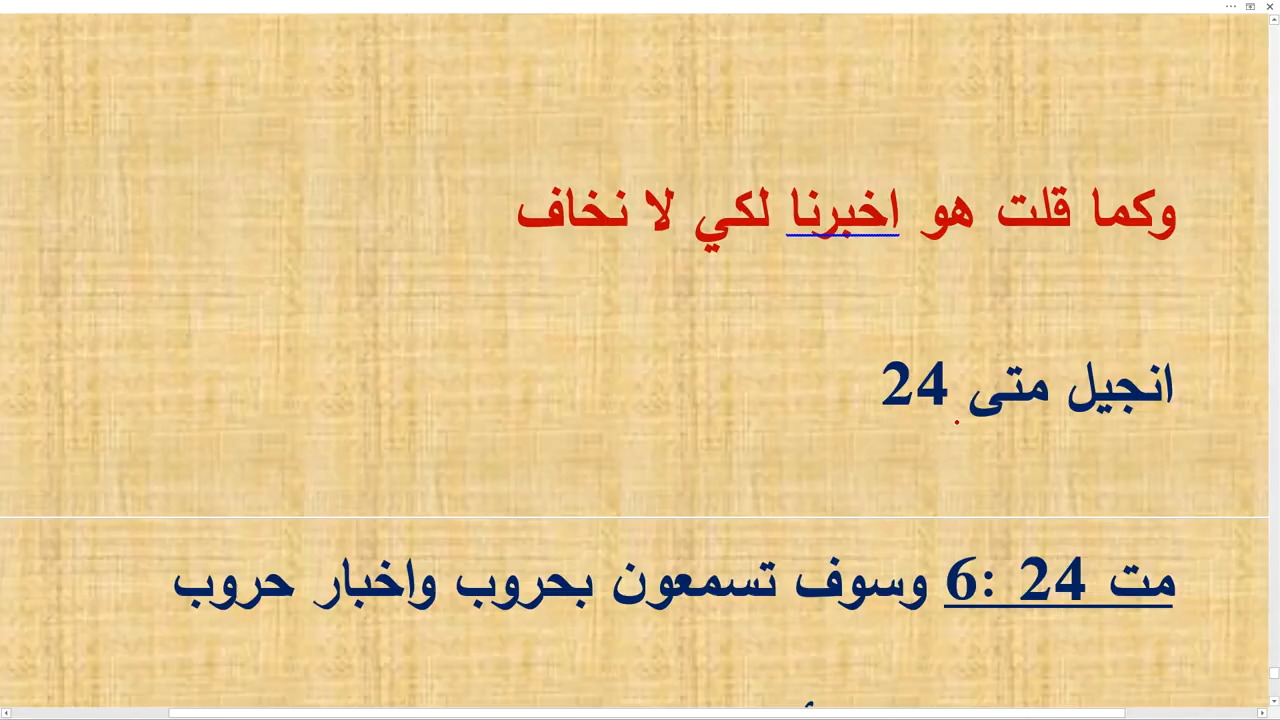 وكما قلت هو اخبرنا لكي لا نخاف
انجيل متى 24
مت 24 :6 وسوف تسمعون بحروب واخبار حروب